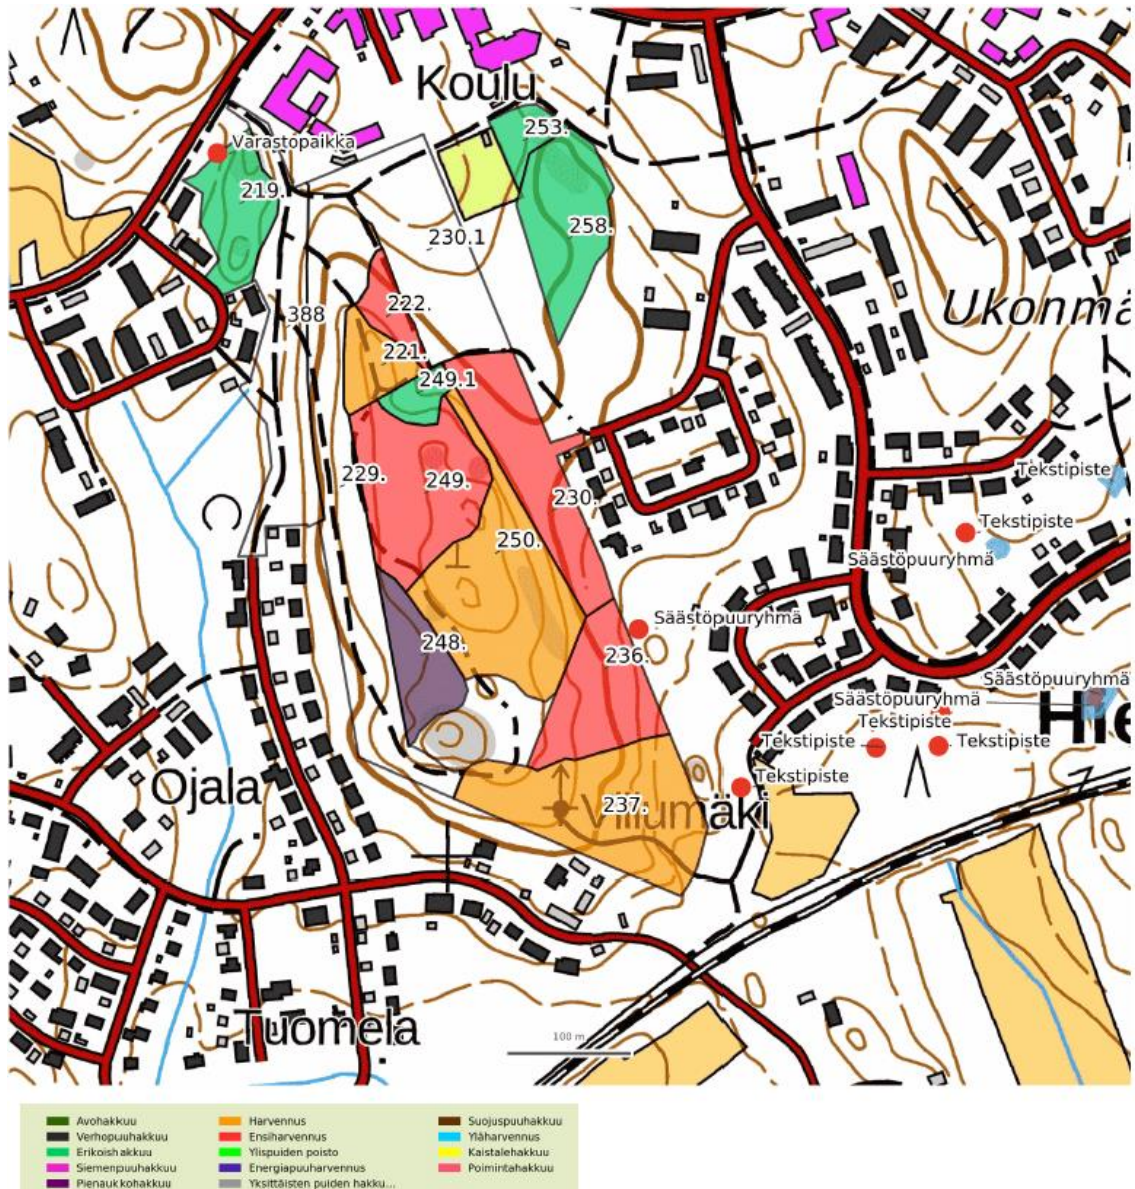 Koulu
253.
Varastopaikka
219.
258.
230.1
222.
388
Ukonmä
221.
249.1
229.
249.
Tekstipiste
230.
Tekstipiste
250.
Säästöpuuryhmä
Säästöpuuryhmä
248.
236.
Säästöpuuryhmä
Säästöpuuryhmä
Hie
Tekstipiste
Tekstipiste
Tekstipiste
Tekstipiste
Ojala
237.
Villumäki
Tuomela
100 m
Avohakkuu
Verhopuuhakkuu
Erikoishakkuu
Siemenpuuhakkuu
Pienaukkohakkuu
Harvennus
Ensiharvennus
Ylispuiden poisto
Energiapuuharvennus
Yksittäisten puiden hakku...
Suojuspuuhakkuu
Yläharvennus
Kaistalehakkuu
Poimintahakkuu